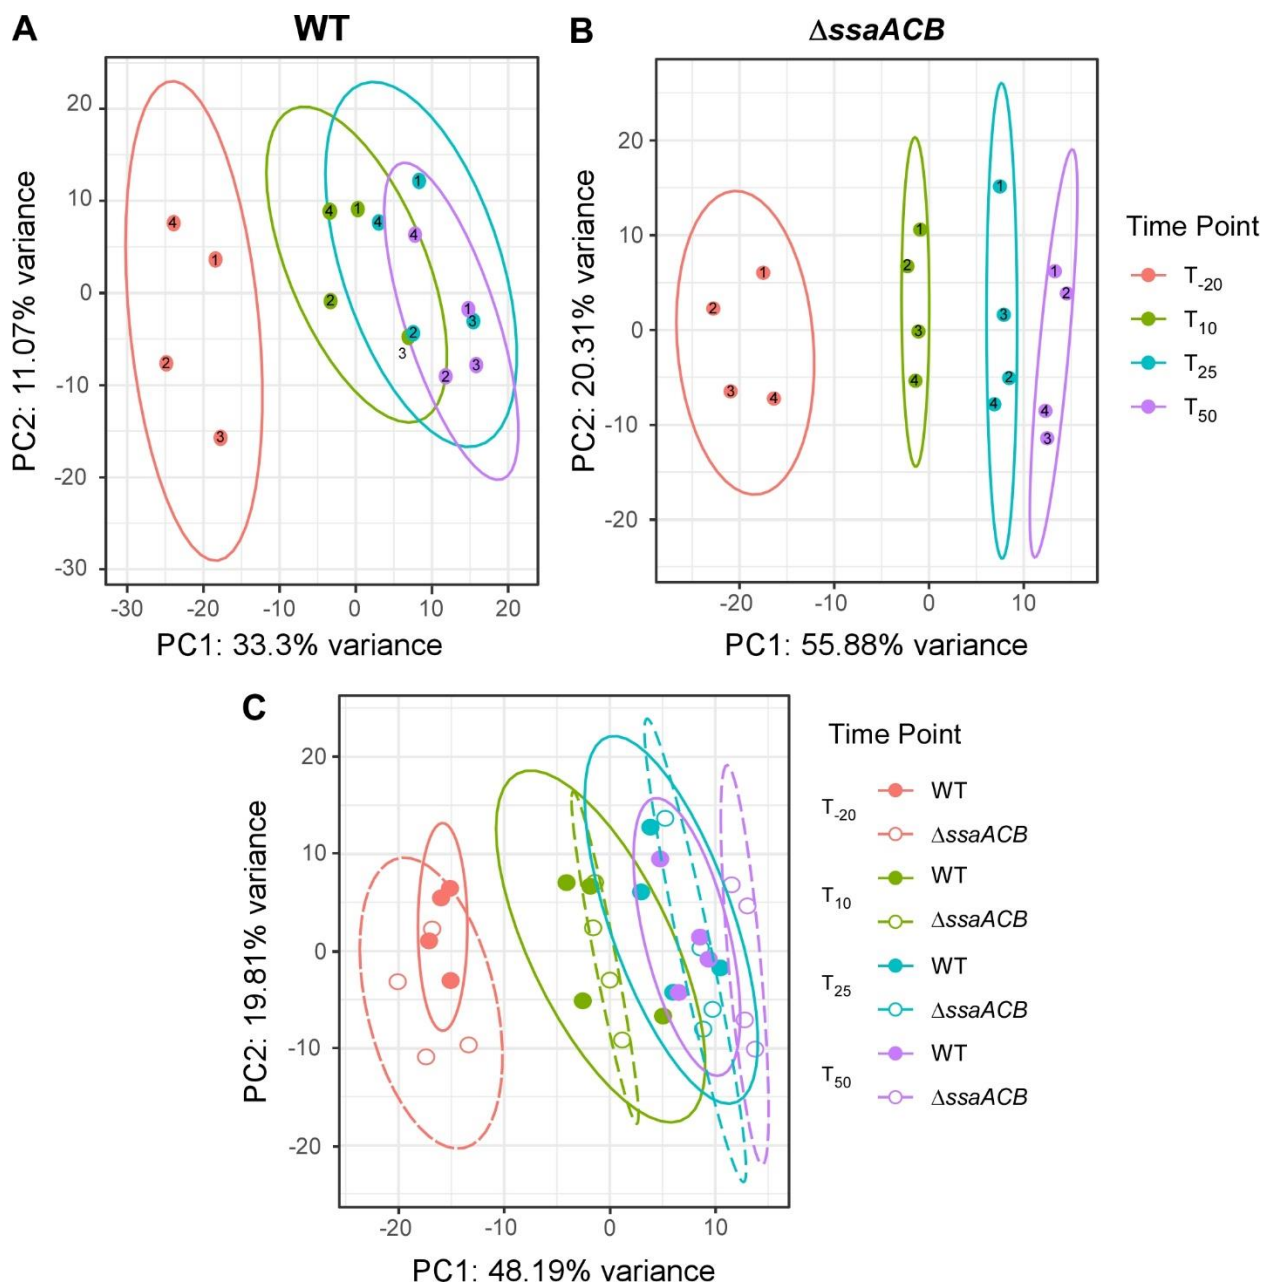 A
WT
B
ΔssaACB
PC2: 11.07% variance
20
10
0
-10
-20
-30
4
1
2
3
4
1
2
3
1
4
2
3
4
1
3
2
-30
-20
-10
0
10
20
PC1: 33.3% variance
PC2: 20.31% variance
20
10
0
-10
-20
1
2
3
4
1
2
3
4
1
3
2
4
1
2
4
3
-20
-10
0
10
PC1: 55.88% variance
Time Point
T-20
T10
T25
T50
C
PC2: 19.81% variance
20
10
0
-10
-20
-20
-10
0
10
PC1: 48.19% variance
Time Point
T-20
WT
ΔssaACB
T10
WT
ΔssaACB
T25
WT
ΔssaACB
T50
WT
ΔssaACB